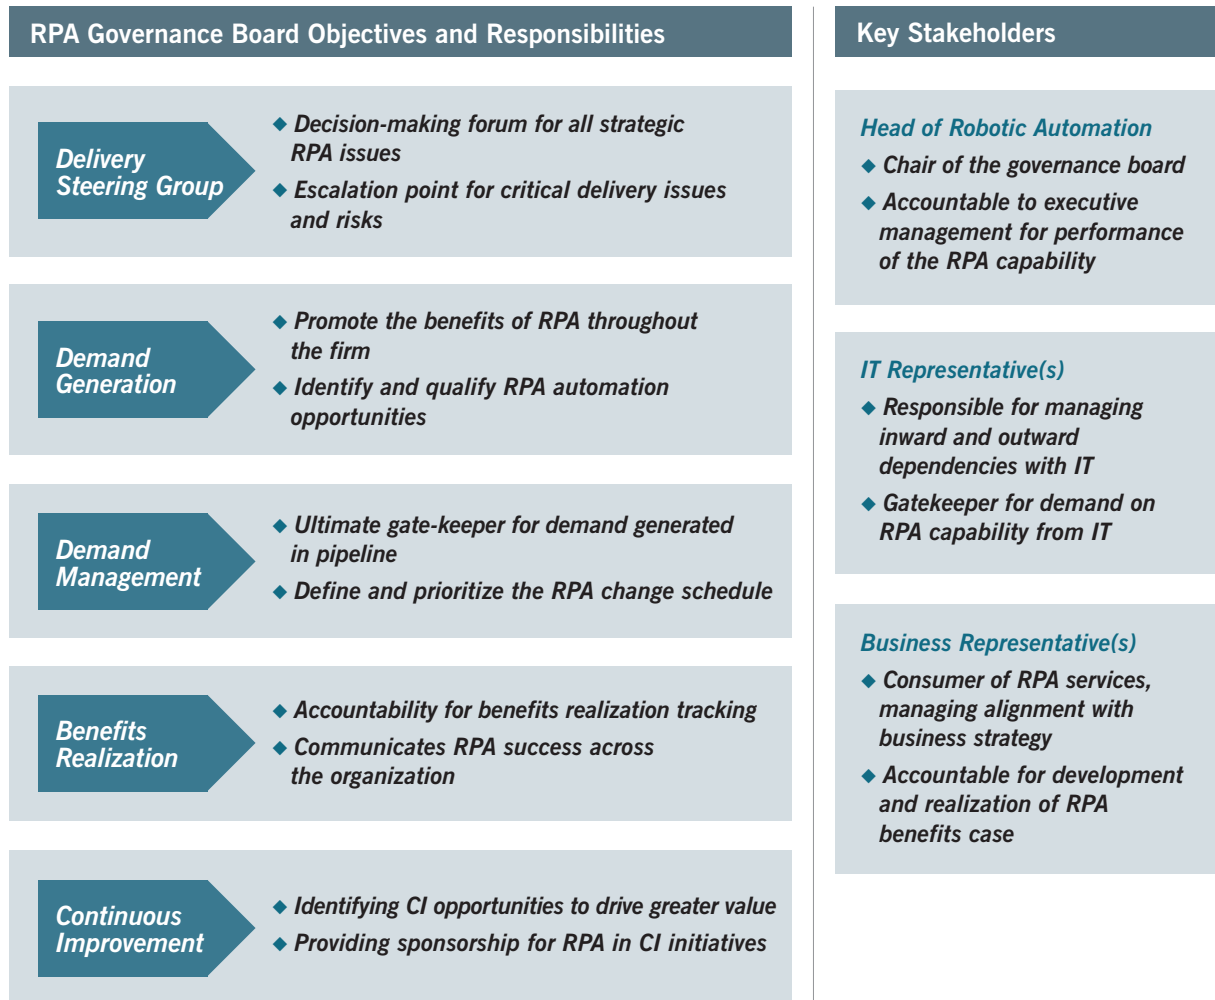 RPA Governance Board Objectives and Responsibilities
Delivery
Steering Group
◆ Decision-making forum for all strategic
RPA issues
◆ Escalation point for critical delivery issues
and risks
Demand
Generation
◆ Promote the benefits of RPA throughout
the firm
◆ Identify and qualify RPA automation
opportunities
Demand
Management
◆ Ultimate gate-keeper for demand generated
in pipeline
◆ Define and prioritize the RPA change schedule
Benefits
Realization
◆ Accountability for benefits realization tracking
◆ Communicates RPA success across
the organization
Continuous
Improvement
◆ Identifying CI opportunities to drive greater value
◆ Providing sponsorship for RPA in CI initiatives
Key Stakeholders
Head of Robotic Automation
◆ Chair of the governance board
◆ Accountable to executive
management for performance
of the RPA capability
IT Representative(s)
◆ Responsible for managing
inward and outward
dependencies with IT
◆ Gatekeeper for demand on
RPA capability from IT
Business Representative(s)
◆ Consumer of RPA services,
managing alignment with
business strategy
◆ Accountable for development
and realization of RPA
benefits case